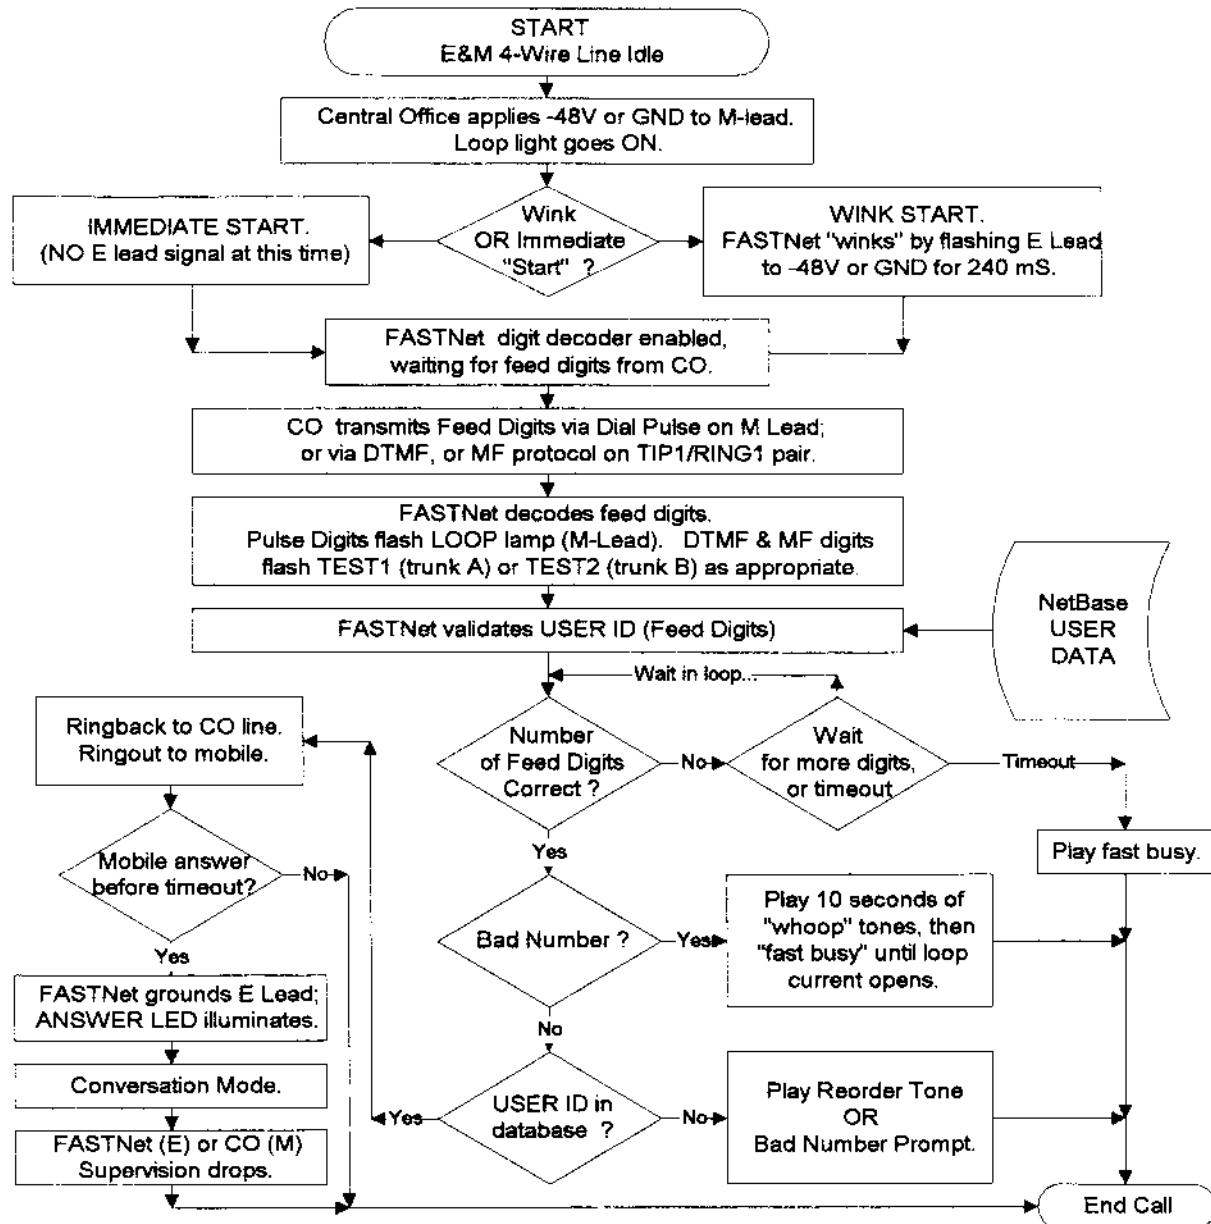 START
E&M 4-Wire Line Idle
Central Office applies -48V or GND to M-lead.
Loop light goes ON.
Wink
OR Immediate
"Start" ?
IMMEDIATE START.
(NO E lead signal at this time)
WINK START.
FASTNet "winks" by flashing E Lead
to -48V or GND for 240 mS.
FASTNet digit decoder enabled,
waiting for feed digits from CO.
CO transmits Feed Digits via Dial Pulse on M Lead;
or via DTMF, or MF protocol on TIP1/RING1 pair.
FASTNet decodes feed digits.
Pulse Digits flash LOOP lamp (M-Lead). DTMF & MF digits
flash TEST1 (trunk A) or TEST2 (trunk B) as appropriate.
FASTNet validates USER ID (Feed Digits)
NetBase
USER
DATA
Wait in loop...
Number
of Feed Digits
Correct ?
No
Wait
for more digits,
or timeout
Timeout
Play fast busy.
Yes
Bad Number ?
Yes
Play 10 seconds of
"whoop" tones, then
"fast busy" until loop
current opens.
No
USER ID in
database ?
No
Play Reorder Tone
OR
Bad Number Prompt.
Yes
Ringback to CO line.
Ringout to mobile.
Mobile answer
before timeout?
No
Yes
FASTNet grounds E Lead;
ANSWER LED illuminates.
Conversation Mode.
FASTNet (E) or CO (M)
Supervision drops.
End Call